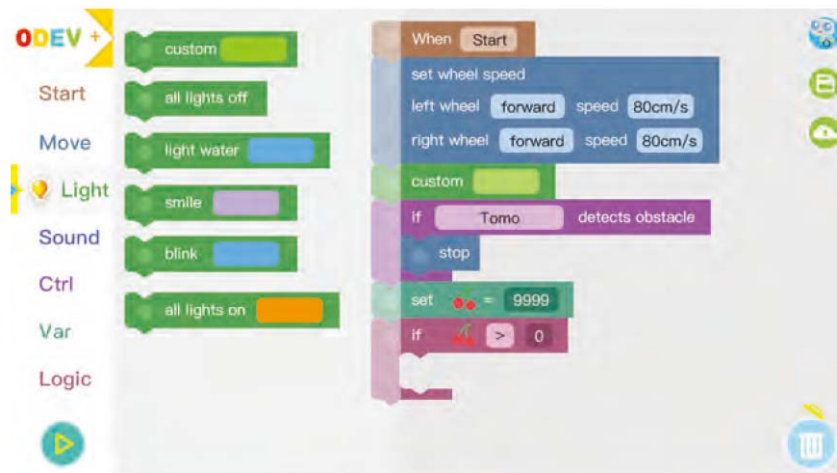 ODEV +
Start
Move
Light
Sound
Ctrl
Var
Logic
custom
all lights off
light water
smile
blink
all lights on
When Start
set wheel speed
left wheel forward speed 80cm/s
right wheel forward speed 80cm/s
custom
if Tomo detects obstacle
stop
set = 9999
if > 0